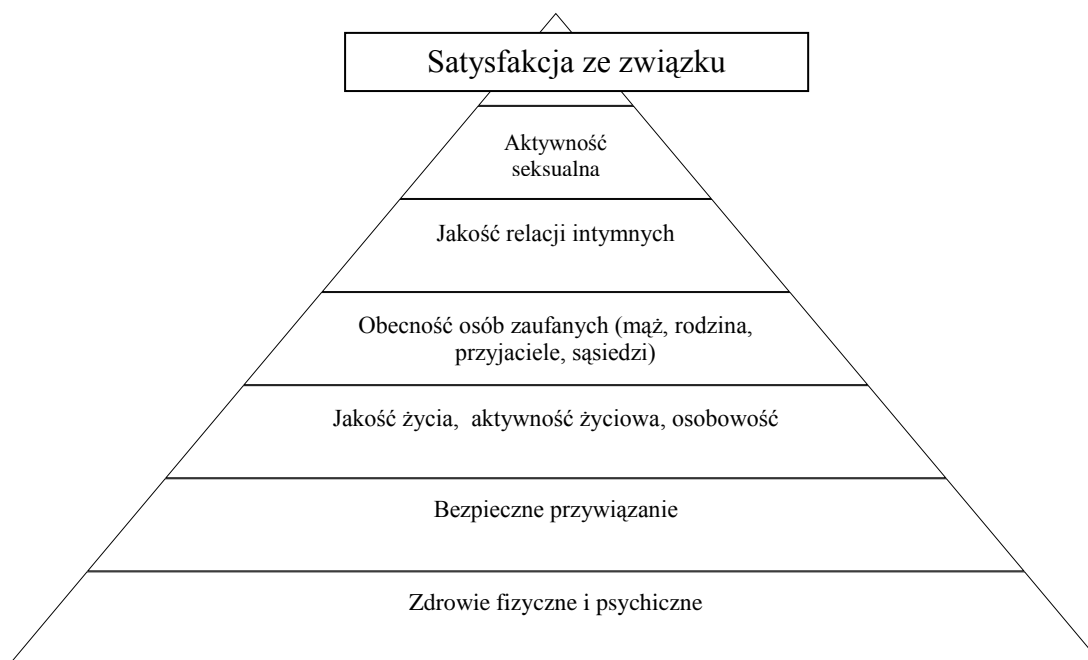 Satysfakcja ze związku
Aktywność
seksualna
Jakość relacji intymnych
Obecność osób zaufanych (mąż, rodzina,
przyjaciele, sąsiedzi)
Jakość życia,  aktywność życiowa, osobowość
Bezpieczne przywiązanie
Zdrowie fizyczne i psychiczne